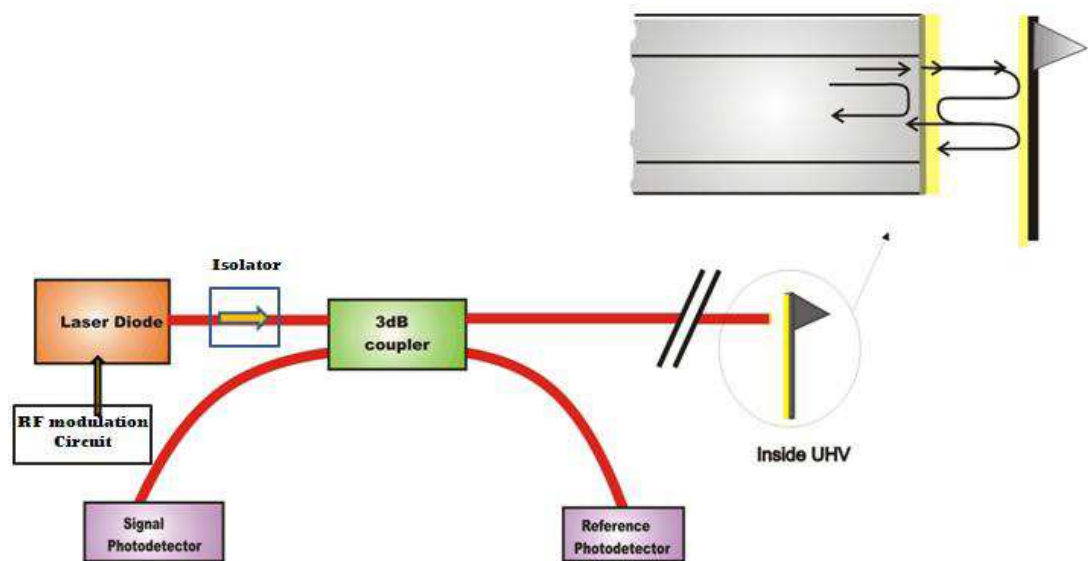 Isolator
Laser Diode
3dB
coupler
RF modulation
Circuit
Inside UHV
Signal
Photodetector
Reference
Photodetector